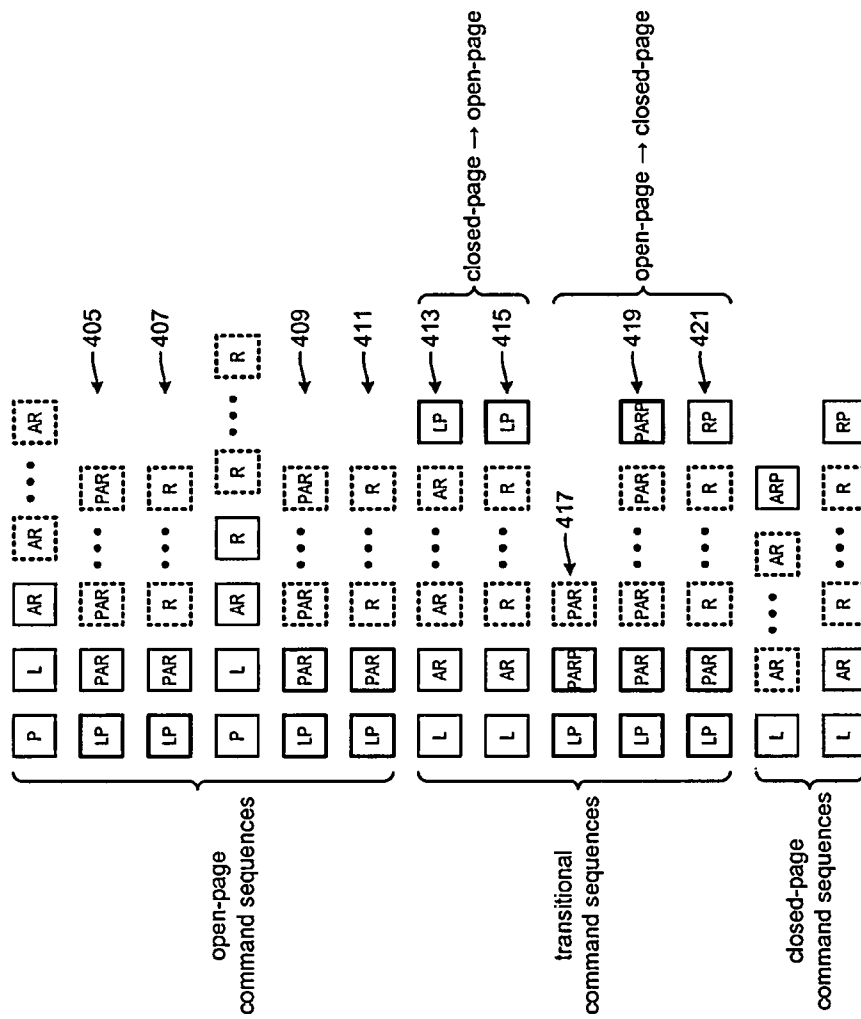 P L AR AR AR
LP PAR PAR PAR 405
LP PAR R R 407
P L AR R R R
LP PAR PAR PAR 409
LP PAR R R 411
open-page
command sequences
L AR AR AR LP 413
L AR R R LP 415
closed-page → open-page
LP PARP PAR 417
LP PAR PAR PAR PARP 419
LP PAR R R RP 421
open-page → closed-page
transitional
command sequences
L AR AR ARP
L AR R R RP
closed-page
command sequences